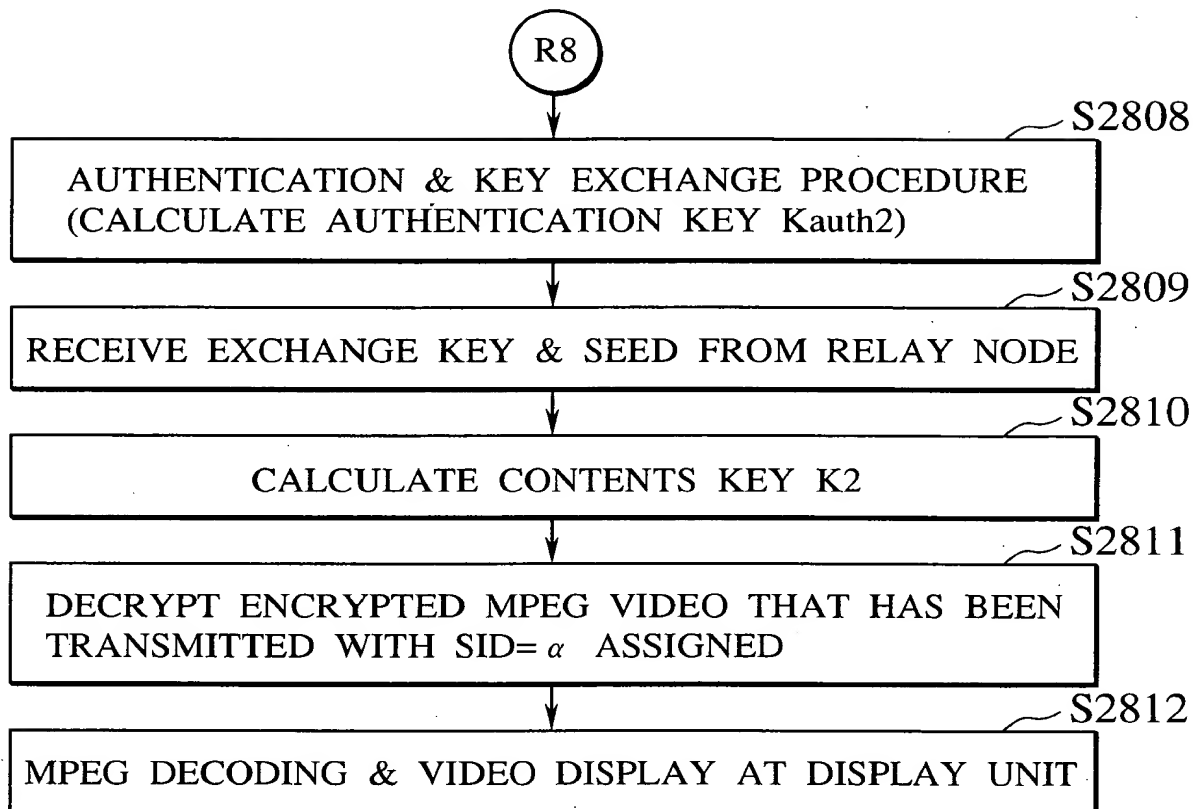 R8
S2808
AUTHENTICATION & KEY EXCHANGE PROCEDURE
(CALCULATE AUTHENTICATION KEY Kauth2)
S2809
RECEIVE EXCHANGE KEY & SEED FROM RELAY NODE
S2810
CALCULATE CONTENTS KEY K2
S2811
DECRYPT ENCRYPTED MPEG VIDEO THAT HAS BEEN
TRANSMITTED WITH SID= α ASSIGNED
S2812
MPEG DECODING & VIDEO DISPLAY AT DISPLAY UNIT